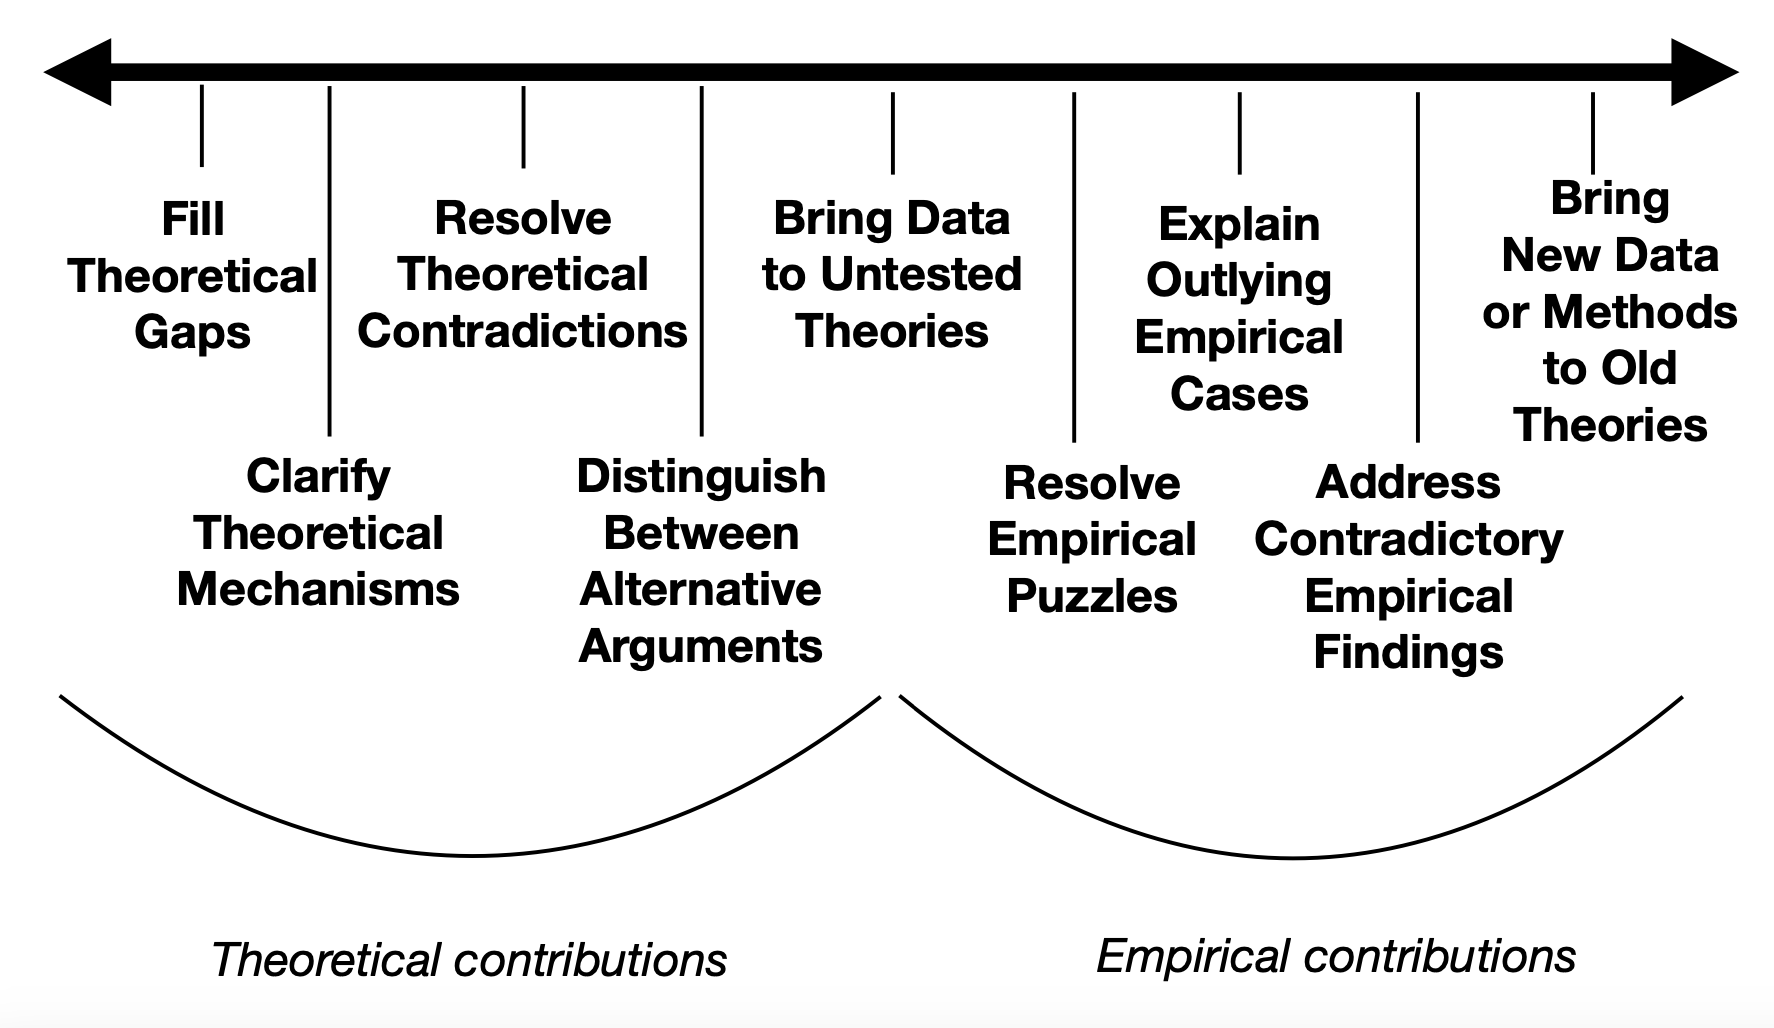 Fill
Theoretical
Gaps
Clarify
Theoretical
Mechanisms
Resolve
Theoretical
Contradictions
Distinguish
Between
Alternative
Arguments
Bring Data
to Untested
Theories
Resolve
Empirical
Puzzles
Explain
Outlying
Empirical
Cases
Address
Contradictory
Empirical
Findings
Bring
New Data
or Methods
to Old
Theories
Theoretical contributions
Empirical contributions